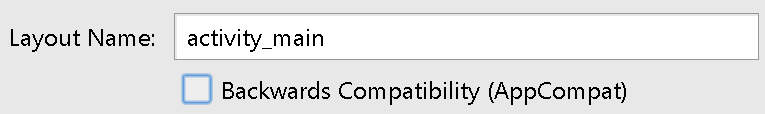 Layout Name: activity_main
Backwards Compatibility (AppCompat)